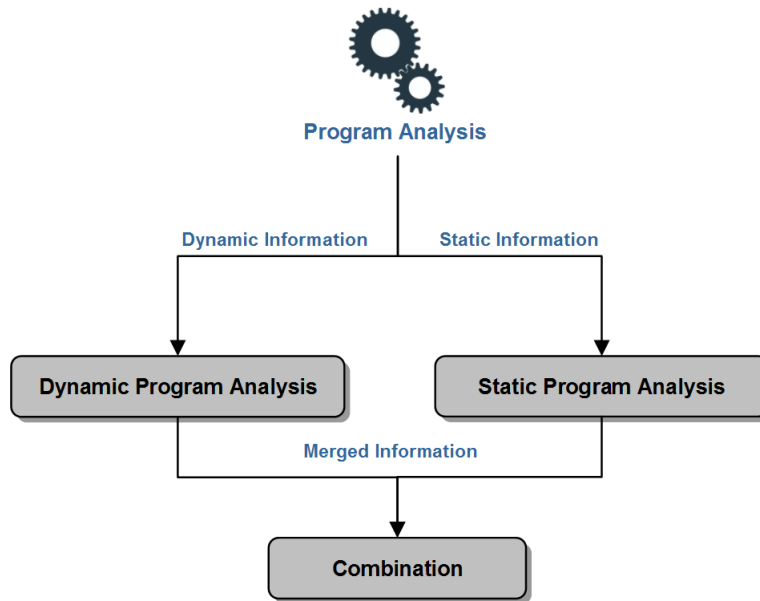 Program Analysis
Dynamic Information
Static Information
Dynamic Program Analysis
Static Program Analysis
Merged Information
Combination